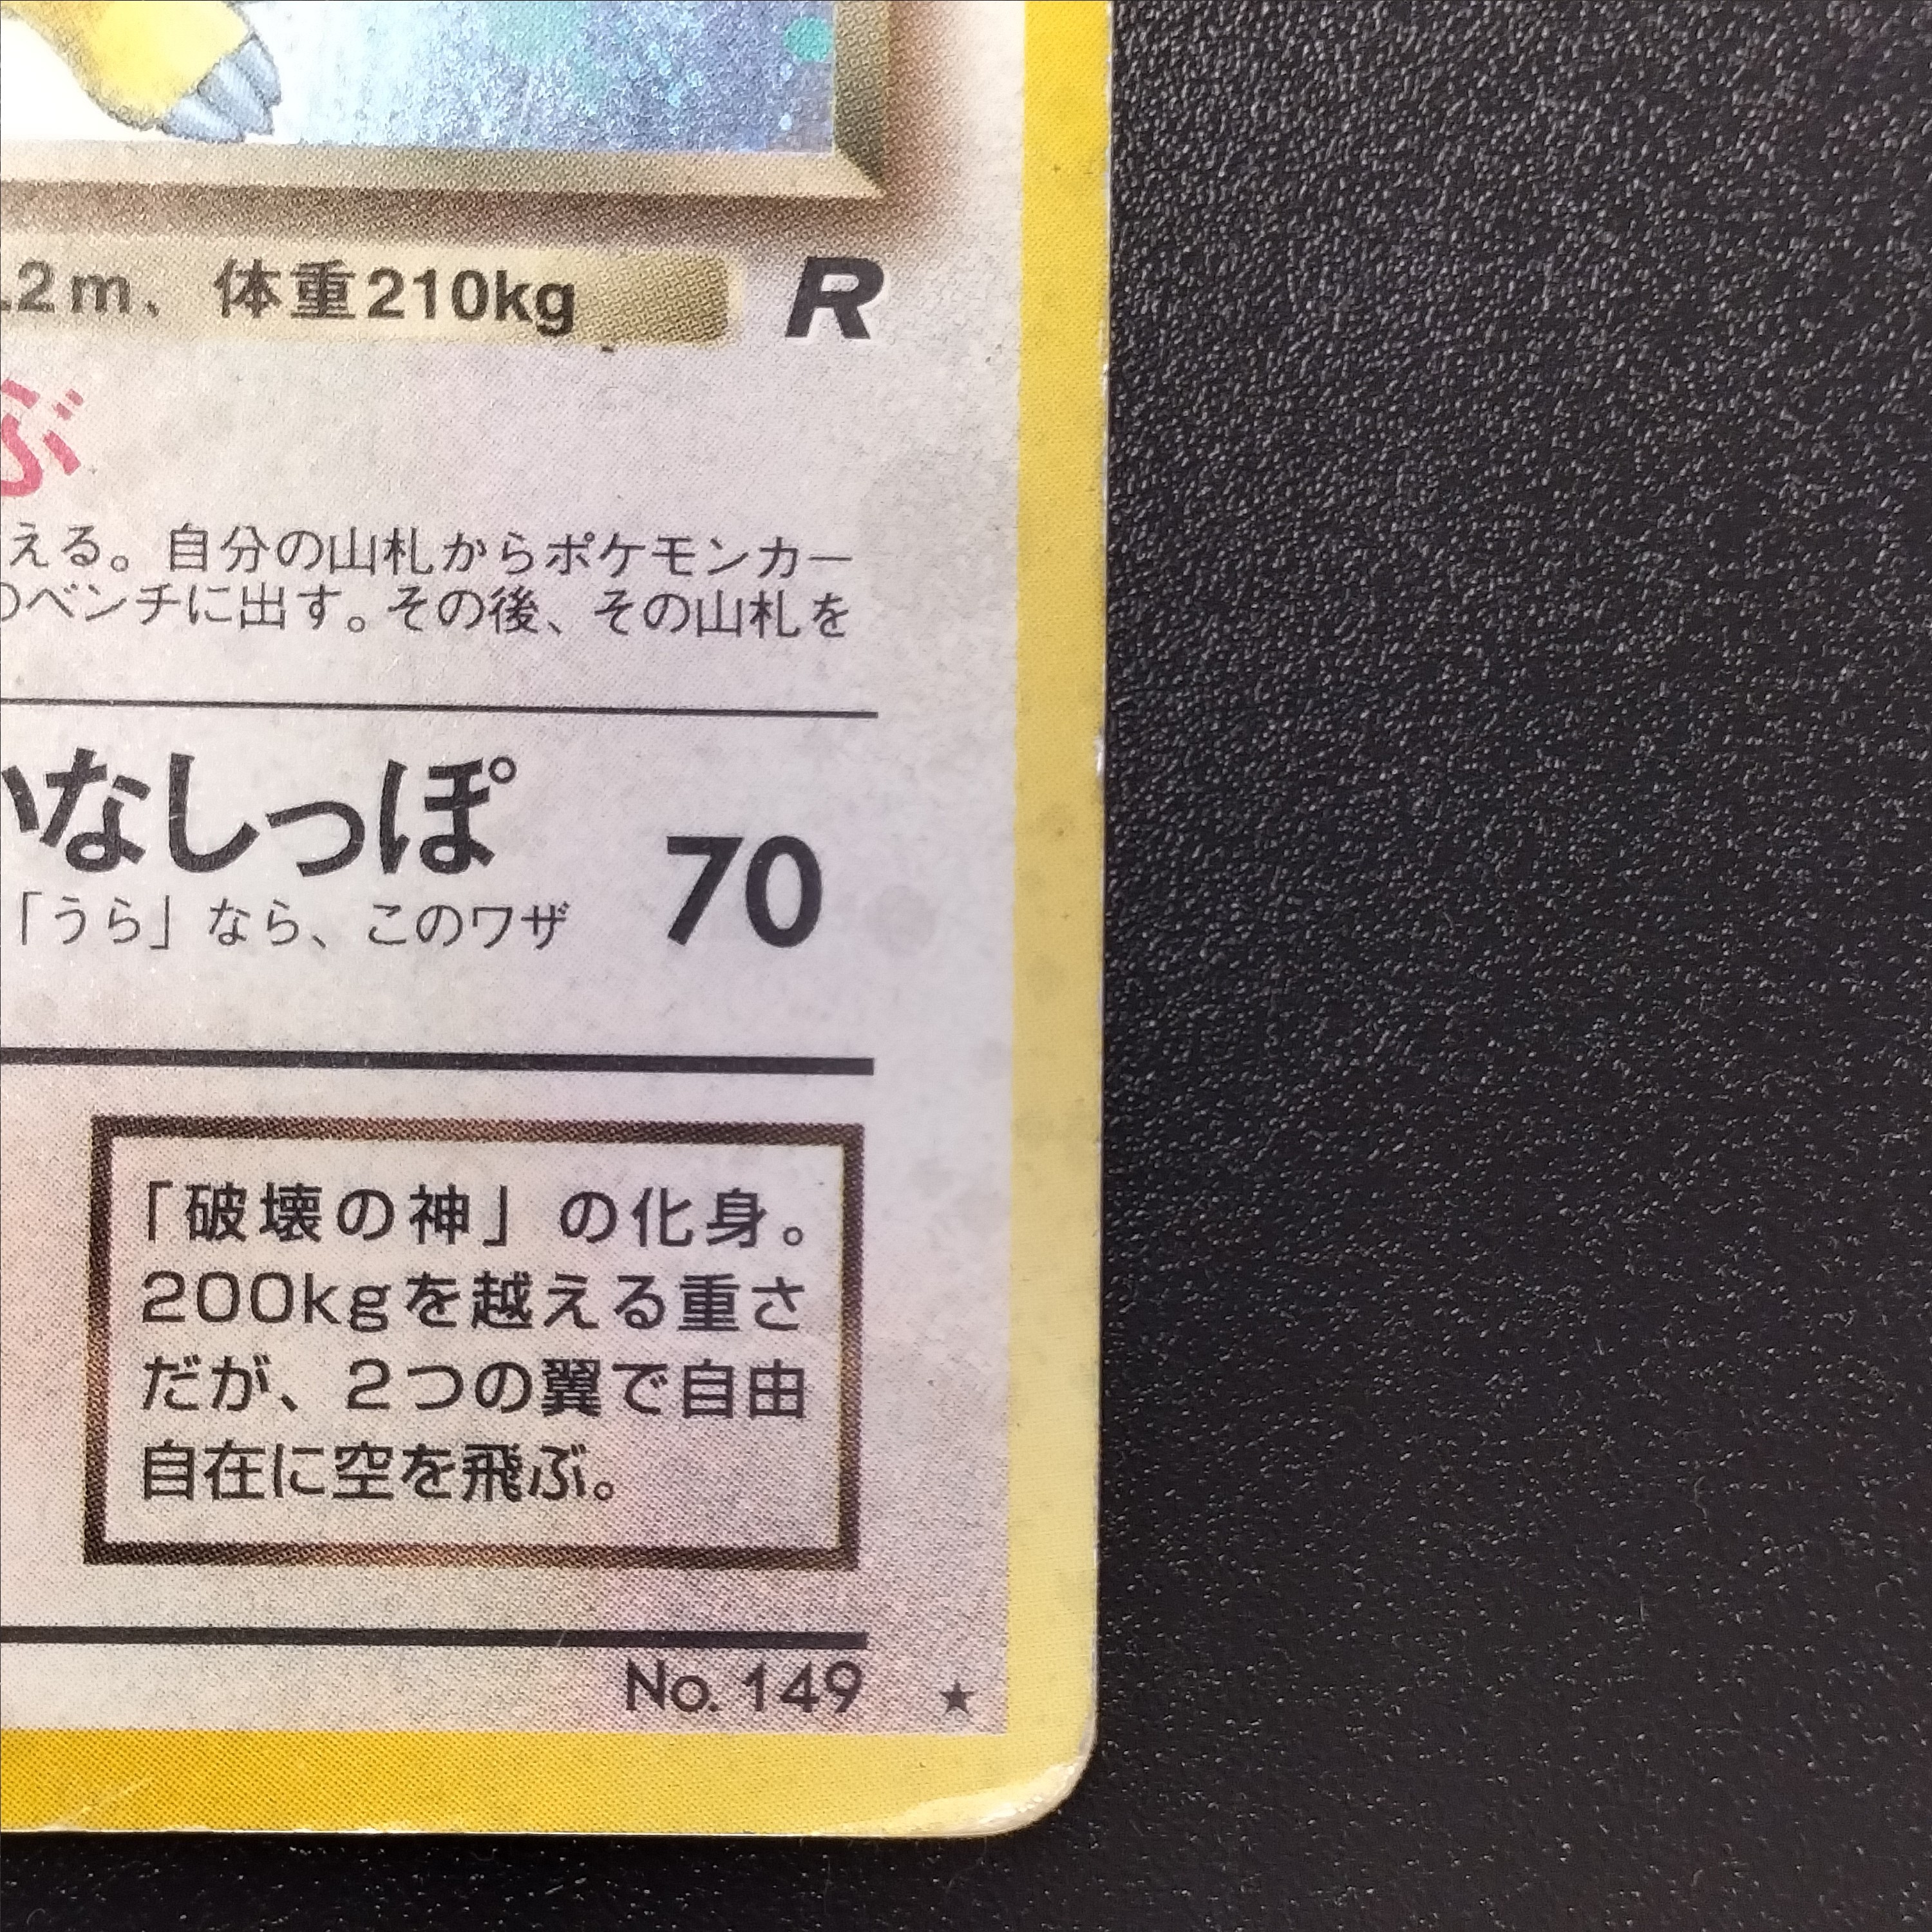 .2m、 体重210kg
R
ぶ
える。自分の山札からポケモンカー
のベンチに出す。その後、その山札を
かなしっぽ
70
「うら」なら、このワザ
「破壊の神」の化身。
200kgを越える重さ
だが、2つの翼で自由
自在に空を飛ぶ。
No. 149 ★